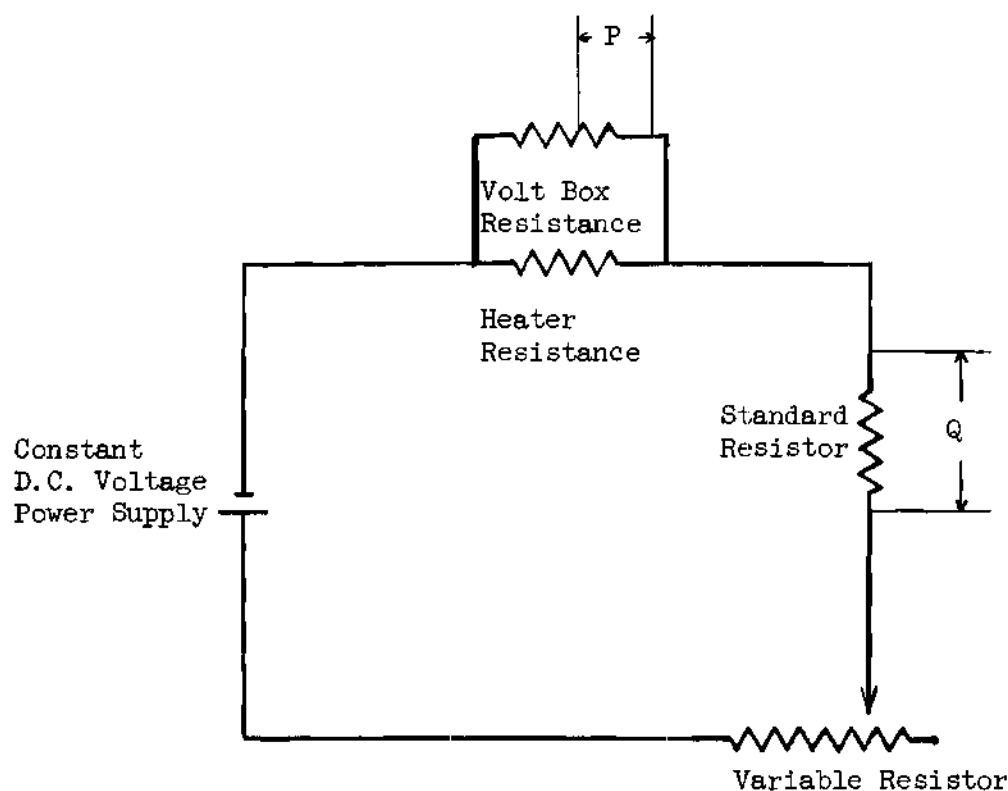 P
Volt Box
Resistance
Heater
Resistance
Standard
Resistor
Q
Constant
D.C. Voltage
Power Supply
Variable Resistor